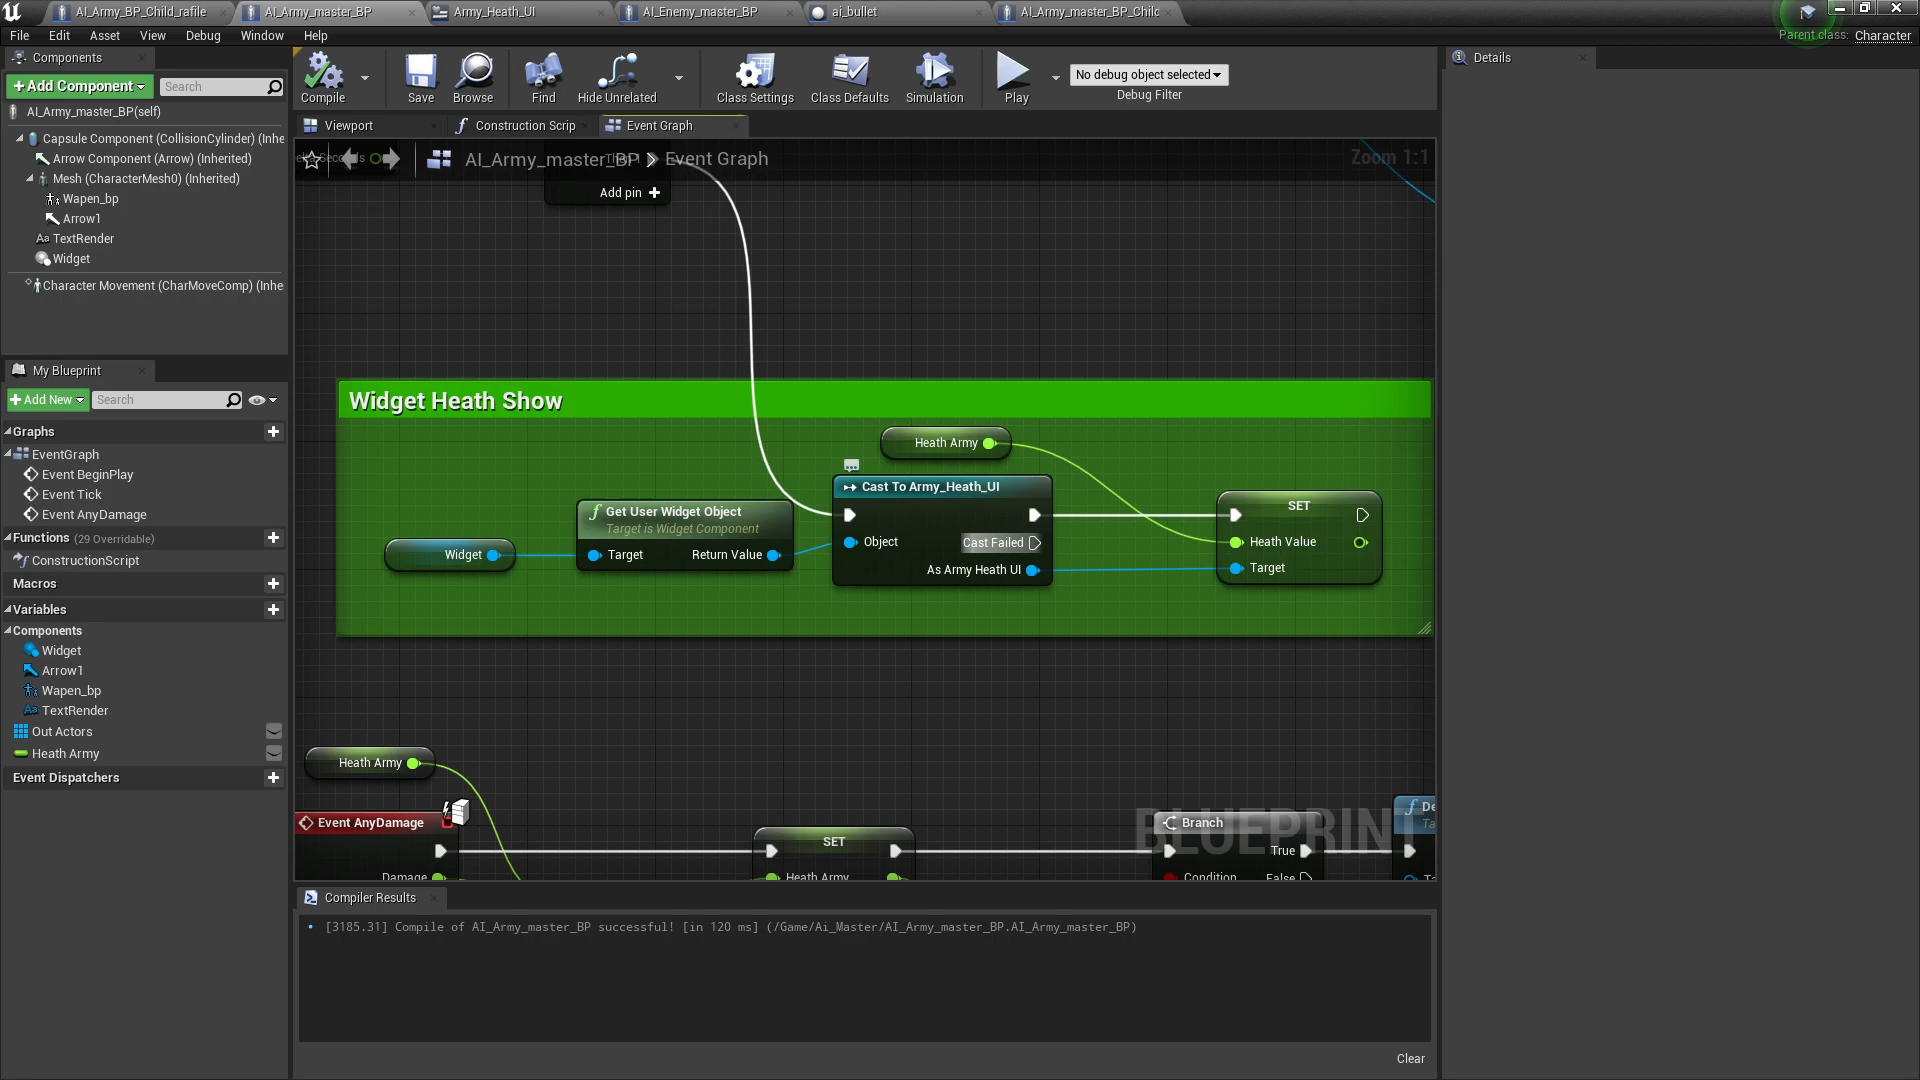 AI_Army_BP_Child_rafile
AI_Army_master_BP
Army_Heath_UI
AI_Enemy_master_BP
ai_bullet
AI_Army_master_BP_Chilc
File
Edit
Asset
View
Debug
Window
Help
Parent class: Character
Components
Add Component
Search
AI_Army_master_BP(self)
Capsule Component (CollisionCylinder) (Inhe
Arrow Component (Arrow) (Inherited)
Mesh (CharacterMesh0) (Inherited)
Wapen_bp
Arrow1
TextRender
Widget
Character Movement (CharMoveComp) (Inhe
My Blueprint
Add New
Search
Graphs
EventGraph
Event BeginPlay
Event Tick
Event AnyDamage
Functions (29 Overridable)
ConstructionScript
Macros
Variables
Components
Widget
Arrow1
Wapen_bp
TextRender
Out Actors
Heath Army
Event Dispatchers
Compile
Save
Browse
Find
Hide Unrelated
Class Settings
Class Defaults
Simulation
Play
No debug object selected
Debug Filter
Viewport
Construction Scrip
Event Graph
AI_Army_master_BP > Event Graph
Zoom 1:1
Add pin
Widget Heath Show
Heath Army
Cast To Army_Heath_UI
Object
Cast Failed
As Army Heath UI
Get User Widget Object
Target is Widget Component
Target
Return Value
Widget
SET
Heath Value
Target
Heath Army
Event AnyDamage
Damage
SET
Heath Army
BLUEPRINT
Branch
True
Condition
False
De
Ta
Ta
Compiler Results
• [3185.31] Compile of AI_Army_master_BP successful! [in 120 ms] (/Game/Ai_Master/AI_Army_master_BP.AI_Army_master_BP)
Clear
Details